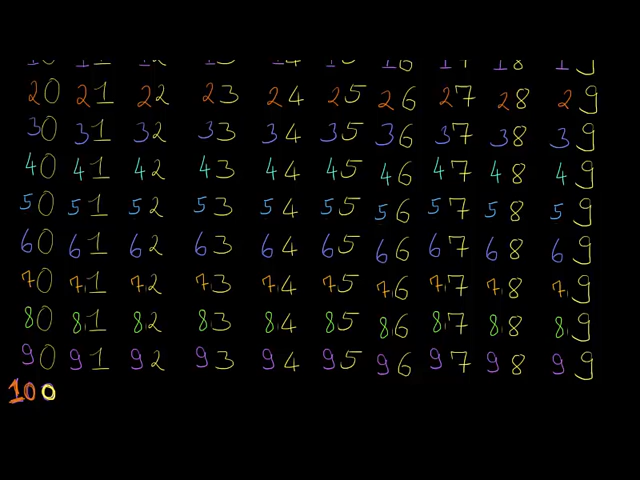 20 21 22 23 24 25 26 27 28 29
30 31 32 33 34 35 36 37 38 39
40 41 42 43 44 45 46 47 48 49
50 51 52 53 54 55 56 57 58 59
60 61 62 63 64 65 66 67 68 69
70 71 72 73 74 75 76 77 78 79
80 81 82 83 84 85 86 87 88 89
90 91 92 93 94 95 96 97 98 99
100